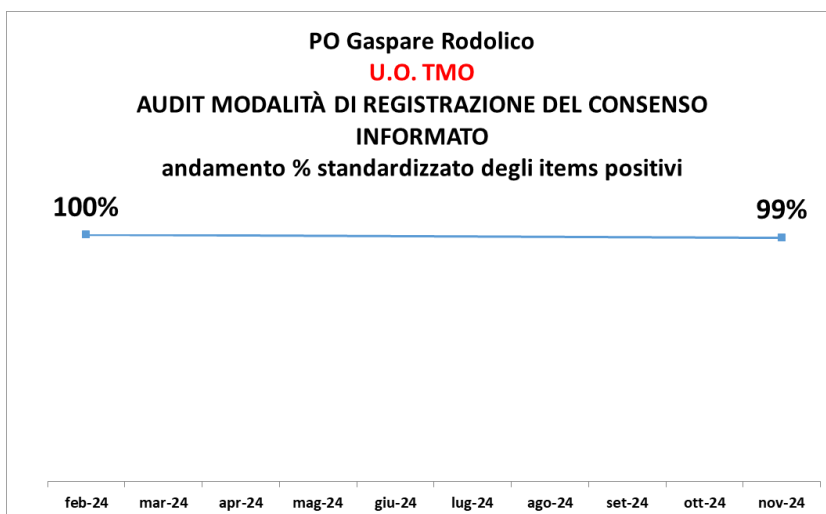 PO Gaspare Rodolico
U.O. TMO
AUDIT MODALITÀ DI REGISTRAZIONE DEL CONSENSO
INFORMATO
andamento % standardizzato degli items positivi
100%
99%
feb-24 mar-24 apr-24 mag-24 giu-24 lug-24 ago-24 set-24 ott-24 nov-24